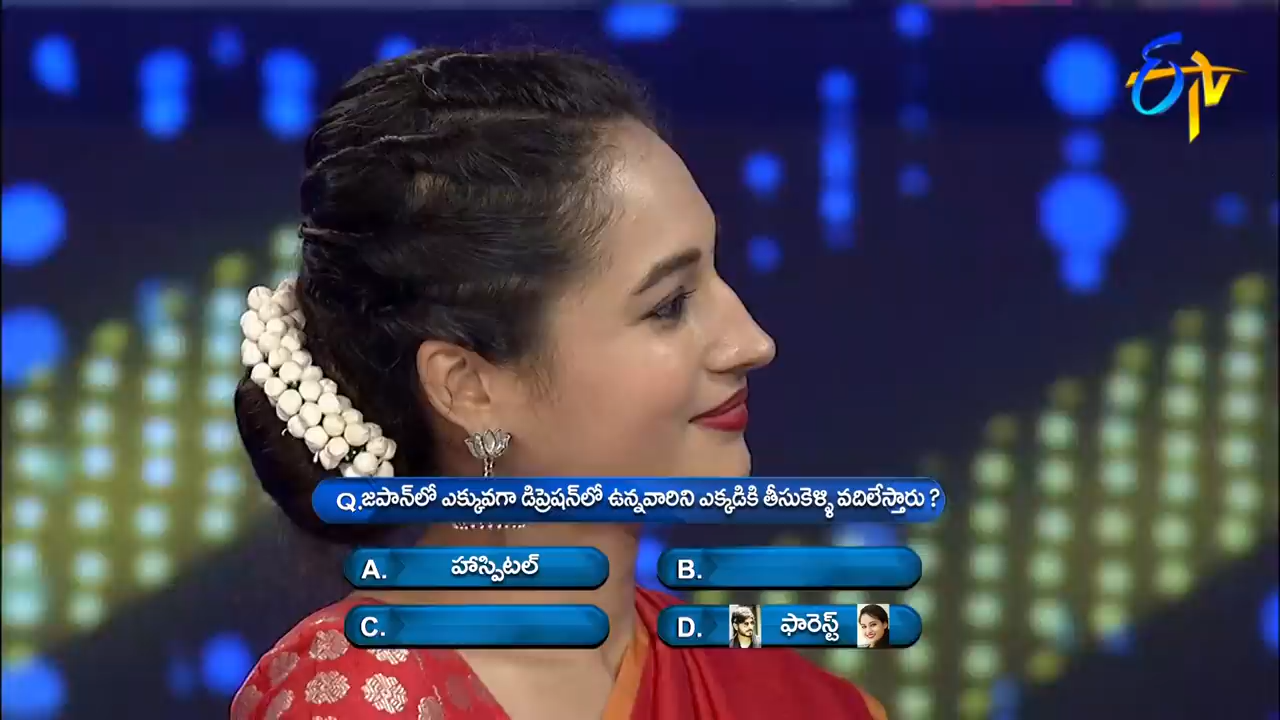 ETV
Q.జపాన్‌లో ఎక్కువగా డిప్రెషన్‌లో ఉన్నవారిని ఎక్కడికి తీసుకెళ్ళి వదిలేస్తారు ?
A. హాస్పిటల్
B.
C.
D. ఫారెస్ట్